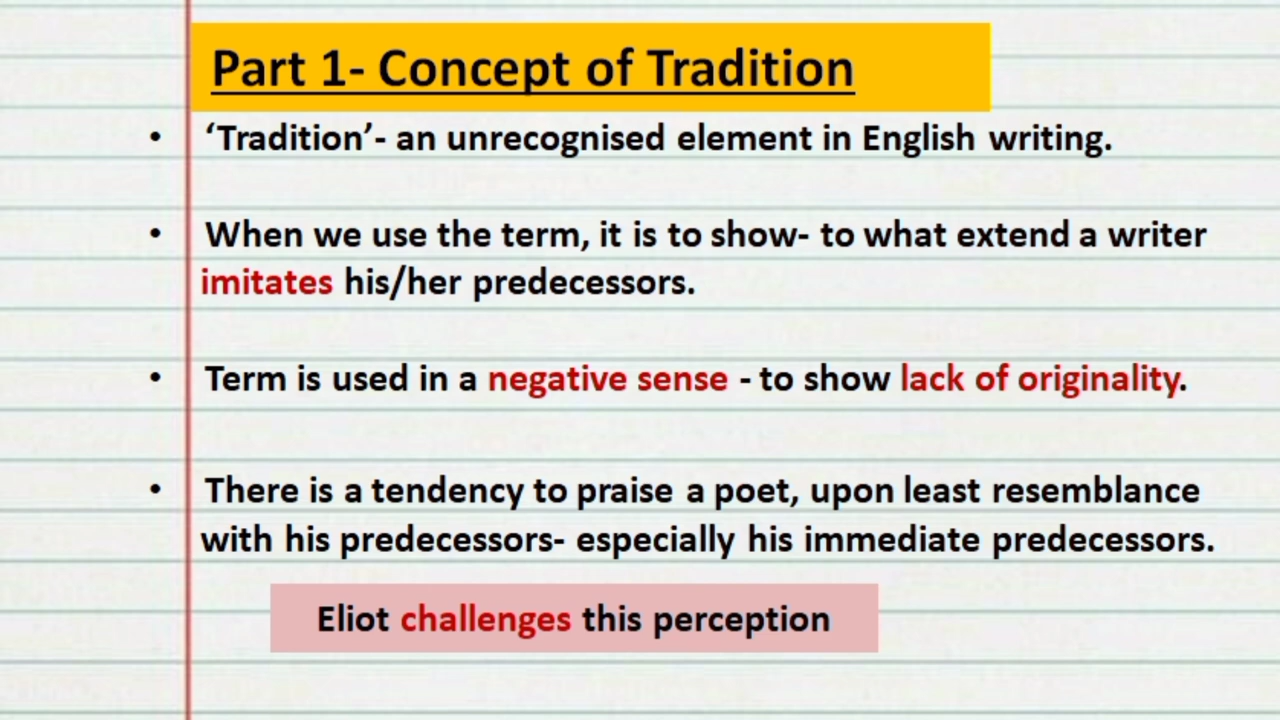 Part 1- Concept of Tradition
• ‘Tradition’- an unrecognised element in English writing.
• When we use the term, it is to show- to what extend a writer
imitates his/her predecessors.
• Term is used in a negative sense - to show lack of originality.
• There is a tendency to praise a poet, upon least resemblance
with his predecessors- especially his immediate predecessors.
Eliot challenges this perception